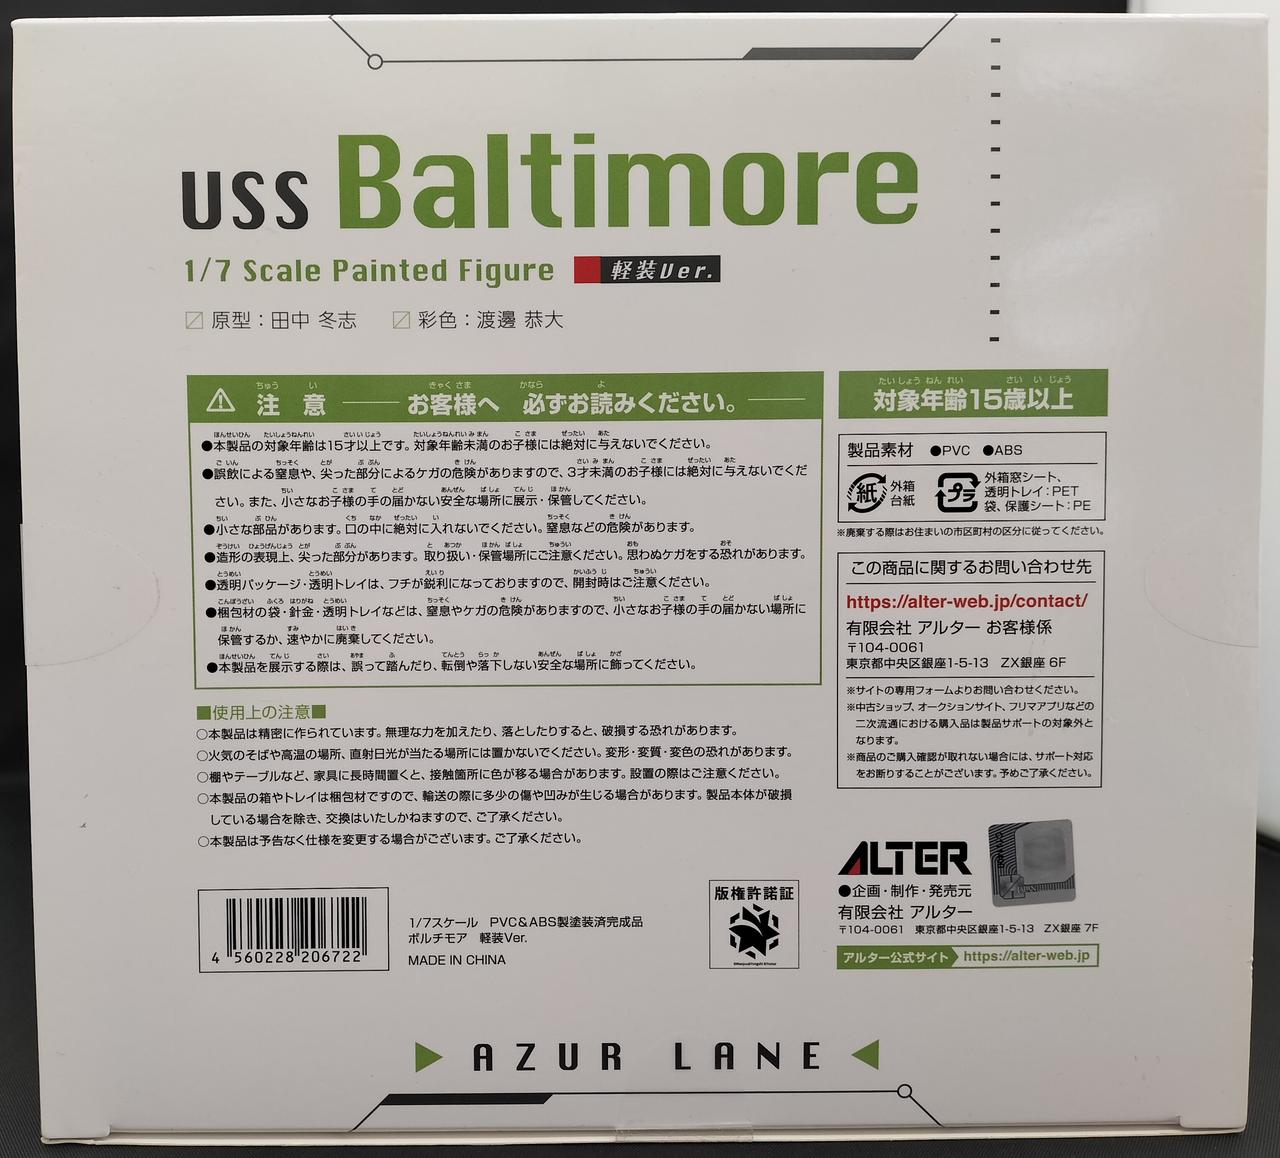 USS Baltimore
1/7 Scale Painted Figure 軽装Ver.
原型：田中 冬志 彩色：渡邊 恭大
注意 お客様へ 必ずお読みください。
●本製品の対象年齢は15才以上です。対象年齢未満のお子様には絶対に与えないでください。
●誤飲による窒息や、尖った部分によるケガの危険がありますので、3才未満のお子様には絶対に与えないでくだ
さい。また、小さなお子様の手の届かない安全な場所に展示・保管してください。
●小さな部品があります。口の中に絶対に入れないでください。窒息などの危険があります。
●造形の表現上、尖った部分があります。取り扱い・保管場所にご注意ください。思わぬケガをする恐れがあります。
●透明パッケージ・透明トレイは、フチが鋭利になっておりますので、開封時はご注意ください。
●梱包材の袋・針金・透明トレイなどは、窒息やケガの危険がありますので、小さなお子様の手の届かない場所に
保管するか、速やかに廃棄してください。
●本製品を展示する際は、誤って踏んだり、転倒や落下しない安全な場所に飾ってください。
■使用上の注意■
○本製品は精密に作られています。無理な力を加えたり、落としたりすると、破損する恐れがあります。
○火気のそばや高温の場所、直射日光が当たる場所には置かないでください。変形・変質・変色の恐れがあります。
○棚やテーブルなど、家具に長時間置くと、接触箇所に色が移る場合があります。設置の際はご注意ください。
○本製品の箱やトレイは梱包材ですので、輸送の際に多少の傷や凹みが生じる場合があります。製品本体が破損
している場合を除き、交換はいたしかねますので、ご了承ください。
○本製品は予告なく仕様を変更する場合がございます。ご了承ください。
対象年齢15歳以上
製品素材 ●PVC ●ABS
紙 外箱
台紙
プラ 外箱窓シート、
透明トレイ：PET
袋、保護シート：PE
※廃棄する際はお住まいの市区町村の区分に従ってください。
この商品に関するお問い合わせ先
https://alter-web.jp/contact/
有限会社 アルター お客様係
〒104-0061
東京都中央区銀座1-5-13 ZX銀座 6F
※サイトの専用フォームよりお問い合わせください。
※中古ショップ、オークションサイト、フリマアプリなどの
二次流通における購入品は製品サポートの対象外と
なります。
※商品のご購入確認が取れない場合には、サポート対応
をお断りすることがございます。予めご了承ください。
4 560228 206722
1/7スケール PVC&ABS製塗装済完成品
ボルチモア 軽装Ver.
MADE IN CHINA
版権許諾証
ALTER
●企画・制作・発売元
有限会社 アルター
〒104-0061 東京都中央区銀座1-5-13 ZX銀座 7F
アルター公式サイト https://alter-web.jp
AZUR LANE